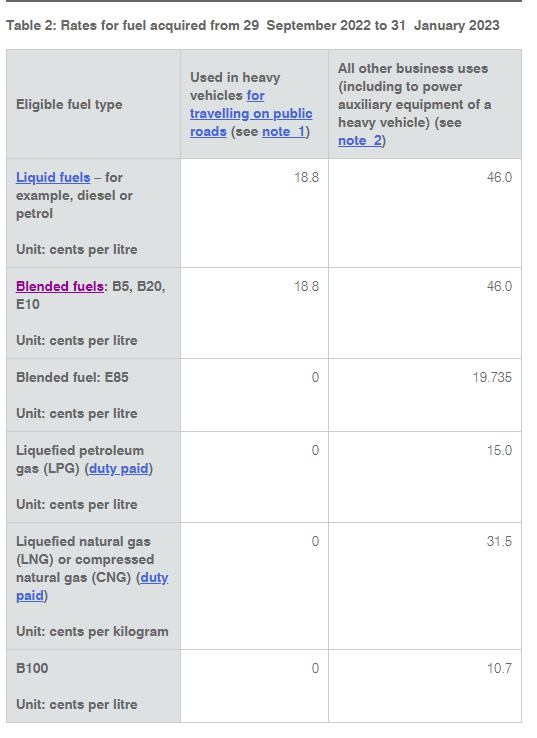 Table 2: Rates for fuel acquired from 29 September 2022 to 31 January 2023
Eligible fuel type
Used in heavy
vehicles for
travelling on public
roads (see note 1)
All other business uses
(including to power
auxiliary equipment of a
heavy vehicle) (see
note 2)
Liquid fuels – for
example, diesel or
petrol
Unit: cents per litre
18.8
46.0
Blended fuels: B5, B20,
E10
Unit: cents per litre
18.8
46.0
Blended fuel: E85
Unit: cents per litre
0
19.735
Liquefied petroleum
gas (LPG) (duty paid)
Unit: cents per litre
0
15.0
Liquefied natural gas
(LNG) or compressed
natural gas (CNG) (duty
paid)
Unit: cents per kilogram
0
31.5
B100
Unit: cents per litre
0
10.7